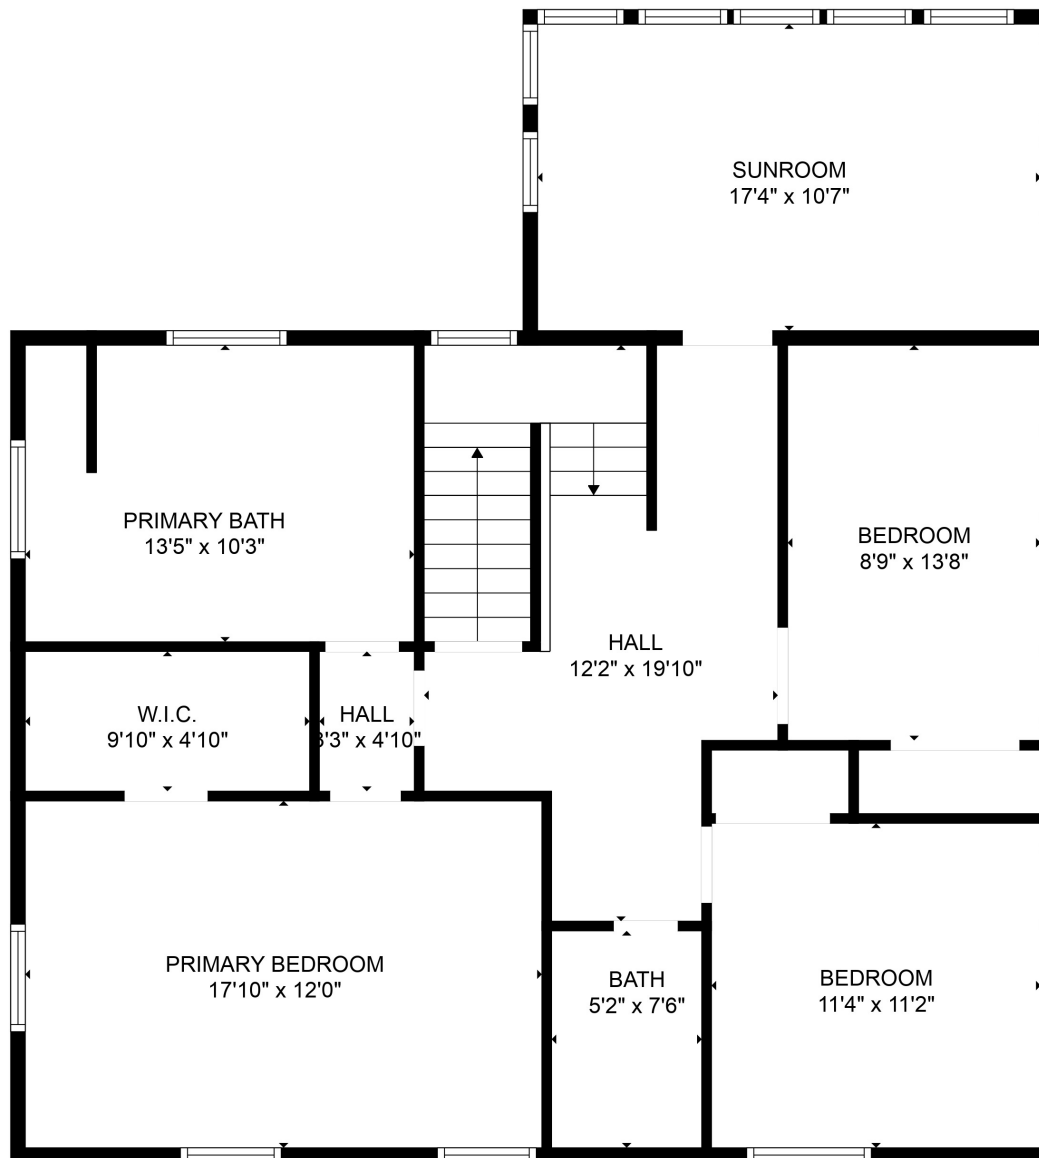 SUNROOM
17'4" x 10'7"
PRIMARY BATH
13'5" x 10'3"
BEDROOM
8'9" x 13'8"
HALL
12'2" x 19'10"
W.I.C.
9'10" x 4'10"
HALL
3'3" x 4'10"
PRIMARY BEDROOM
17'10" x 12'0"
BATH
5'2" x 7'6"
BEDROOM
11'4" x 11'2"